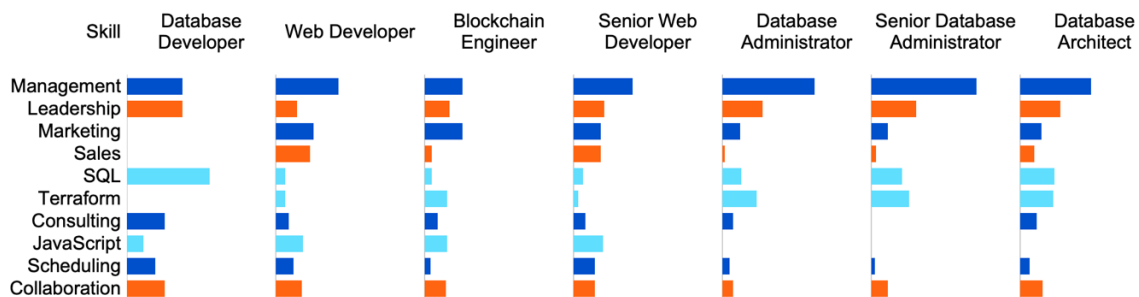 Skill
Database
Developer
Web Developer
Blockchain
Engineer
Senior Web
Developer
Database
Administrator
Senior Database
Administrator
Database
Architect
Management
Leadership
Marketing
Sales
SQL
Terraform
Consulting
JavaScript
Scheduling
Collaboration